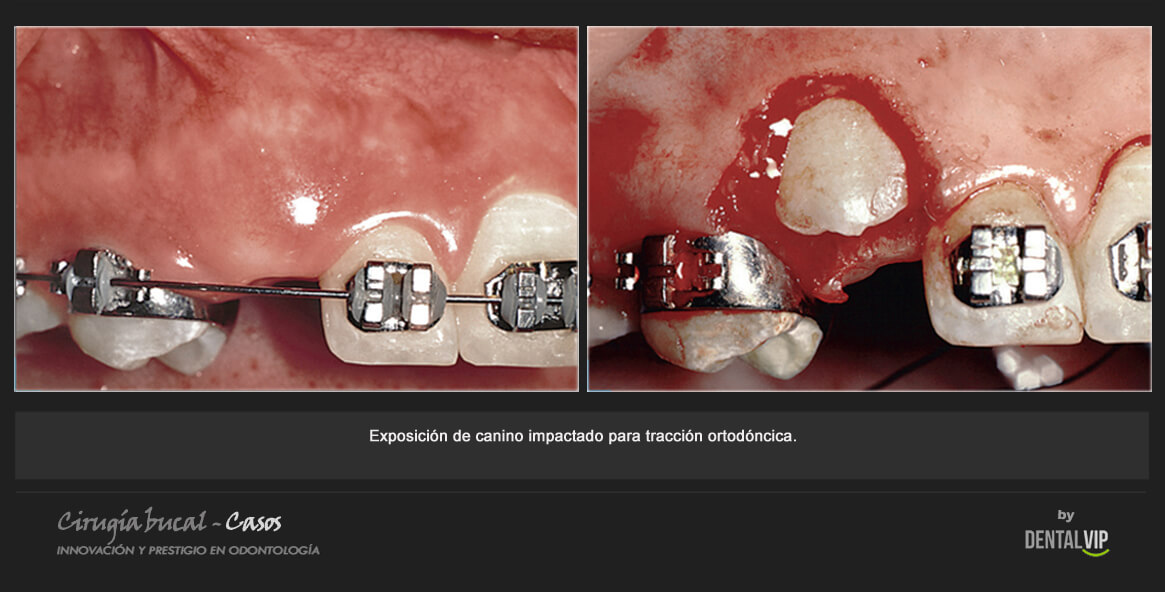 Exposición de canino impactado para tracción ortodóncica.
Cirugía bucal - Casos
INNOVACIÓN Y PRESTIGIO EN ODONTOLOGÍA
by
DENTALVIP